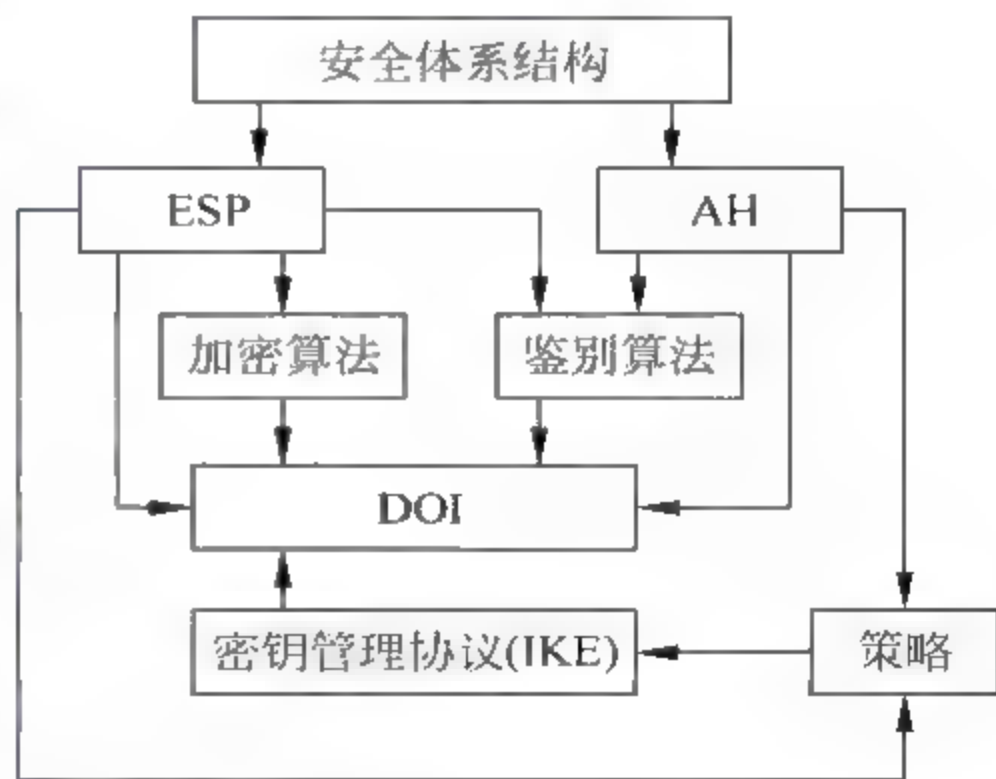 安全体系结构
ESP
AH
加密算法
鉴别算法
DOI
密钥管理协议(IKE)
策略